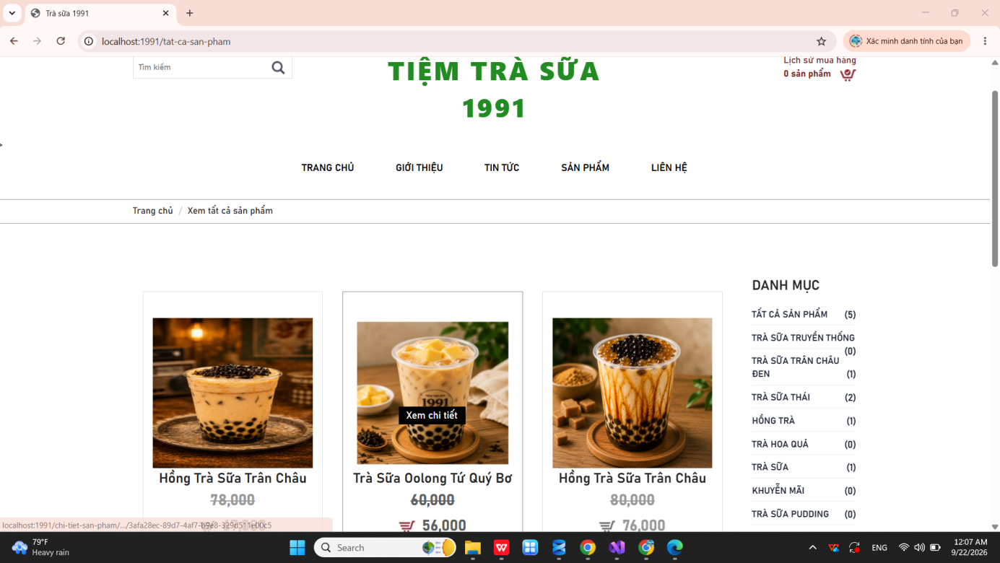 Trà sữa 1991
localhost:1991/tat-ca-san-pham
Xác minh danh tính của bạn
Tìm kiếm
TIỆM TRÀ SỮA
1991
Lịch sử mua hàng
0 sản phẩm
>
TRANG CHỦ GIỚI THIỆU TIN TỨC SẢN PHẨM LIÊN HỆ
Trang chủ / Xem tất cả sản phẩm
1991
Xem chi tiết
Hồng Trà Sữa Trân Châu
78,000
Trà Sữa Oolong Tứ Quý Bơ
60,000
56,000
Hồng Trà Sữa Trân Châu
80,000
76,000
DANH MỤC
TẤT CẢ SẢN PHẨM (5)
TRÀ SỮA TRUYỀN THỐNG
(0)
TRÀ SỮA TRÂN CHÂU
ĐEN (1)
TRÀ SỮA THÁI (2)
HỒNG TRÀ (1)
TRÀ HOA QUẢ (0)
TRÀ SỮA (1)
KHUYẾN MÃI (0)
TRÀ SỮA PUDDING (0)
localhost:1991/chi-tiet-san-pham/.../3afa28ec-89d7-4af7-b9e8-329d511e00c5
79°F
Heavy rain
Search
ENG
12:07 AM
9/22/2026